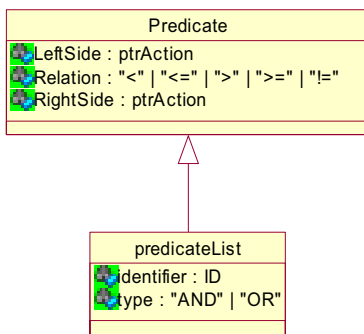 Predicate
LeftSide : ptrAction
Relation : "<" | "<=" | ">" | ">=" | "!="
RightSide : ptrAction
predicateList
identifier : ID
type : "AND" | "OR"